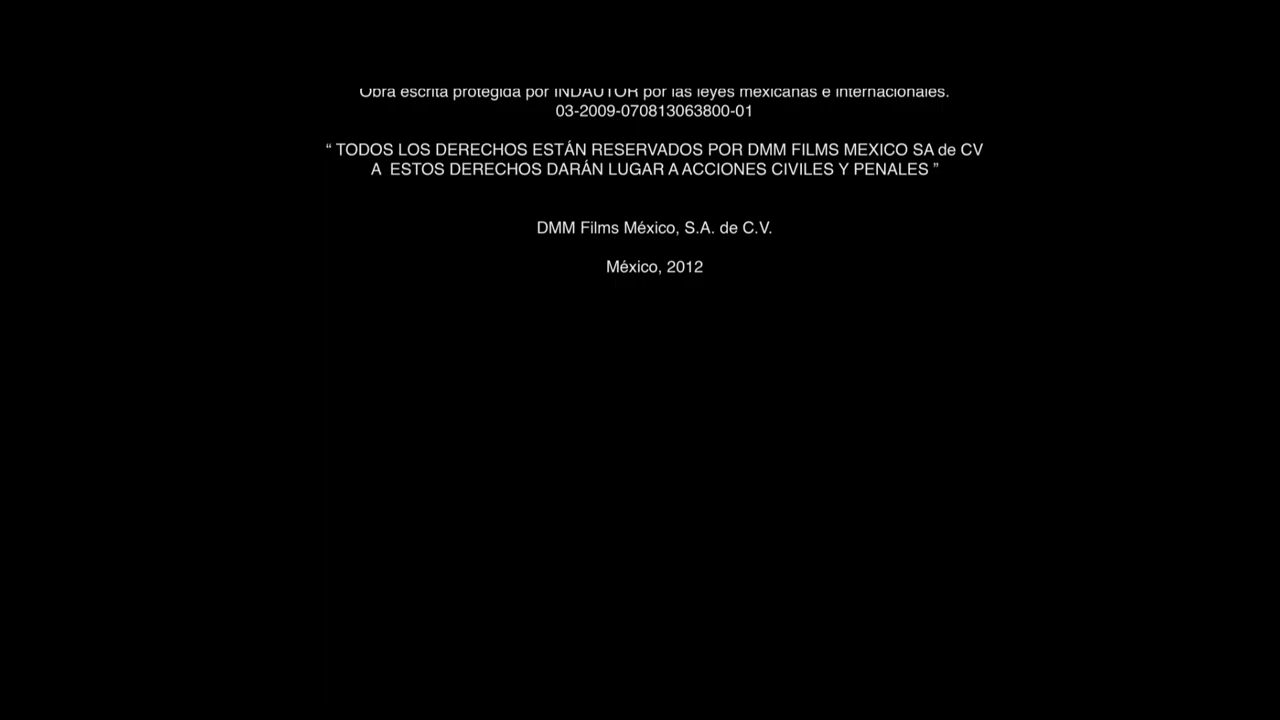 Obra escrita protegida por INDAUTOR por las leyes mexicanas e internacionales.
03-2009-070813063800-01
“ TODOS LOS DERECHOS ESTÁN RESERVADOS POR DMM FILMS MEXICO SA de CV
A ESTOS DERECHOS DARÁN LUGAR A ACCIONES CIVILES Y PENALES ”
DMM Films México, S.A. de C.V.
México, 2012